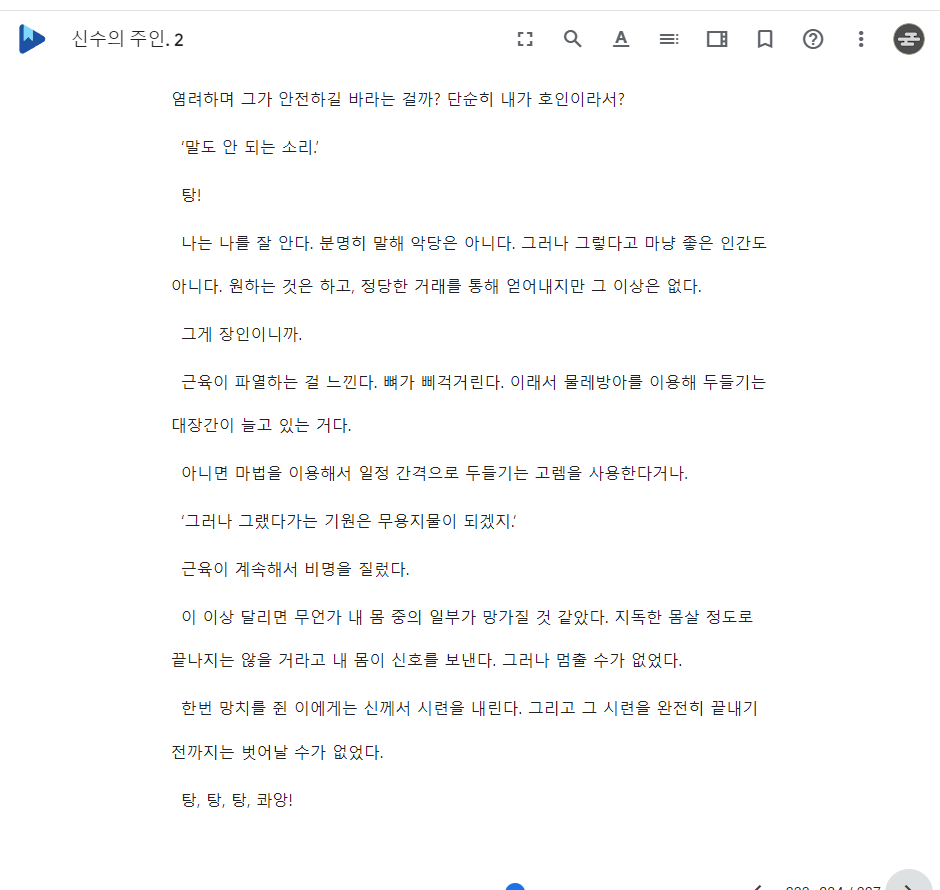 신수의 주인. 2
염려하며 그가 안전하길 바라는 걸까? 단순히 내가 호인이라서?
‘말도 안 되는 소리.’
탕!
나는 나를 잘 안다. 분명히 말해 악당은 아니다. 그러나 그렇다고 마냥 좋은 인간도
아니다. 원하는 것은 하고, 정당한 거래를 통해 얻어내지만 그 이상은 없다.
그게 장인이니까.
근육이 파열하는 걸 느낀다. 뼈가 삐걱거린다. 이래서 물레방아를 이용해 두들기는
대장간이 늘고 있는 거다.
아니면 마법을 이용해서 일정 간격으로 두들기는 고렘을 사용한다거나.
‘그러나 그랬다가는 기원은 무용지물이 되겠지.’
근육이 계속해서 비명을 질렀다.
이 이상 달리면 무언가 내 몸 중의 일부가 망가질 것 같았다. 지독한 몸살 정도로
끝나지는 않을 거라고 내 몸이 신호를 보낸다. 그러나 멈출 수가 없었다.
한번 망치를 쥔 이에게는 신께서 시련을 내린다. 그리고 그 시련을 완전히 끝내기
전까지는 벗어날 수가 없었다.
탕, 탕, 탕, 콰앙!